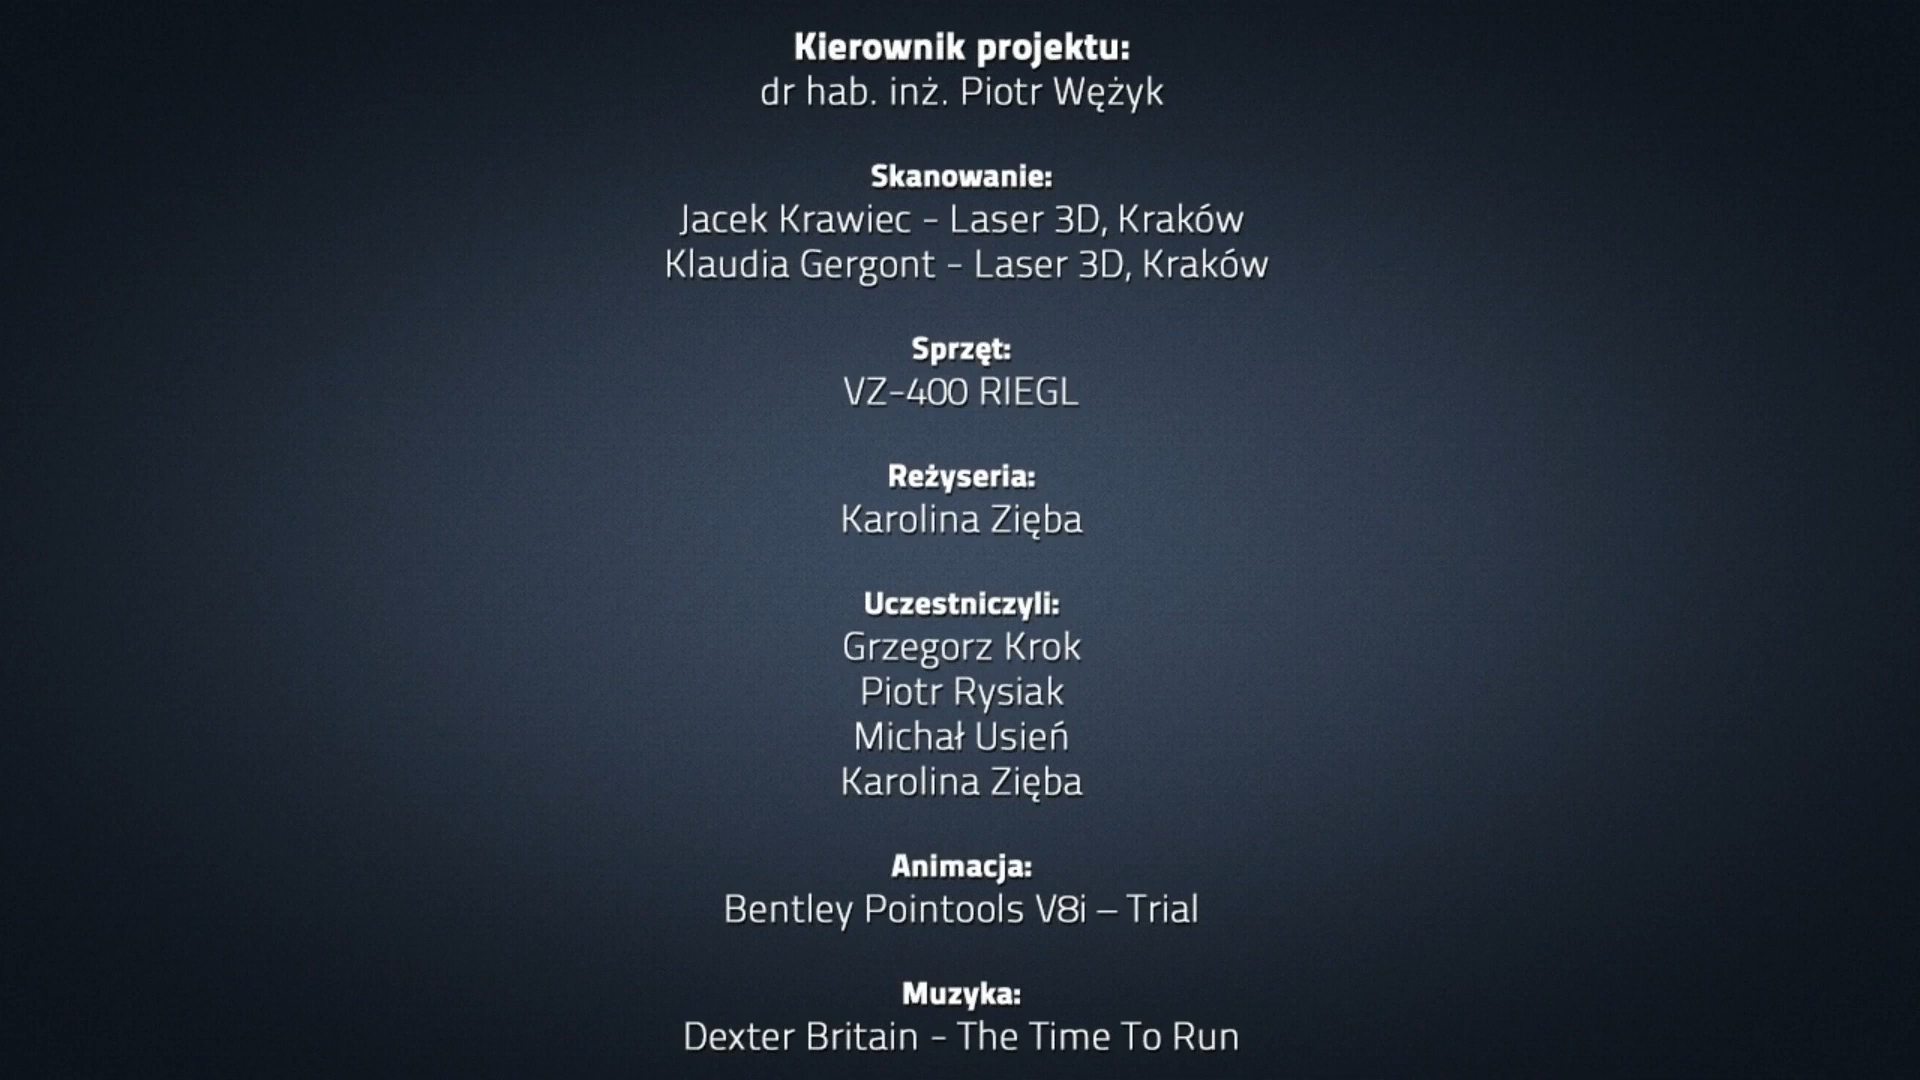 Kierownik projektu:
dr hab. inż. Piotr Wężyk
Skanowanie:
Jacek Krawiec - Laser 3D, Kraków
Klaudia Gergont - Laser 3D, Kraków
Sprzęt:
VZ-400 RIEGL
Reżyseria:
Karolina Zięba
Uczestniczyli:
Grzegorz Krok
Piotr Rysiak
Michał Usień
Karolina Zięba
Animacja:
Bentley Pointools V8i – Trial
Muzyka:
Dexter Britain - The Time To Run